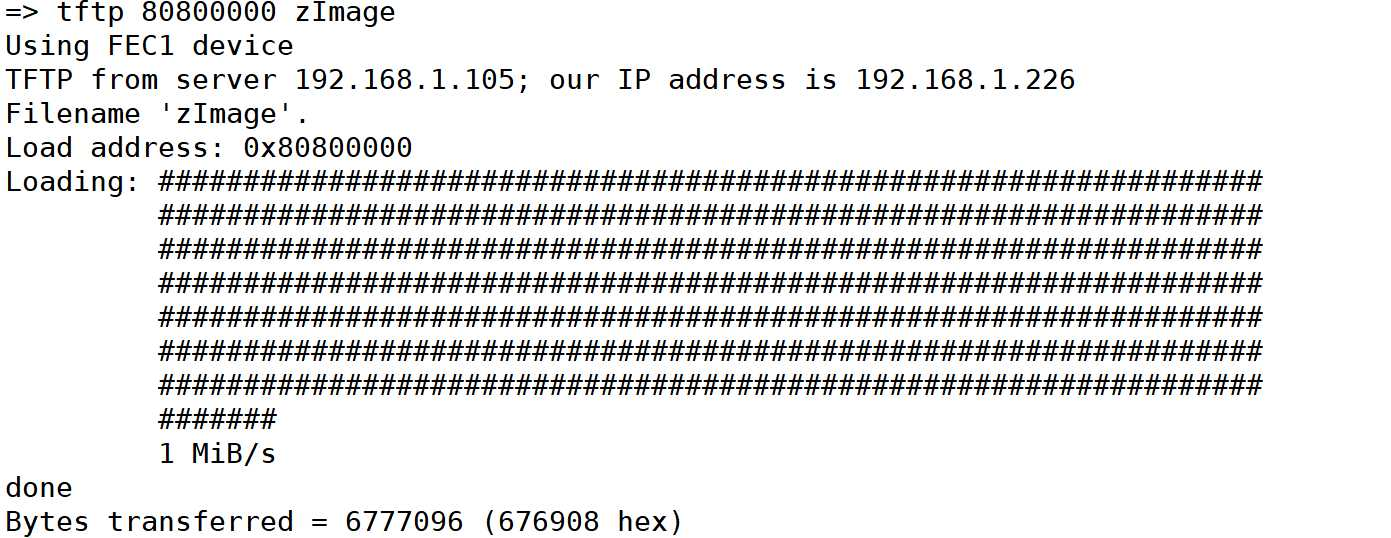 => tftp 80800000 zImage
Using FEC1 device
TFTP from server 192.168.1.105; our IP address is 192.168.1.226
Filename 'zImage'.
Load address: 0x80800000
Loading: #################################################################
         #################################################################
         #################################################################
         #################################################################
         #################################################################
         #################################################################
         #################################################################
         #######
         1 MiB/s
done
Bytes transferred = 6777096 (676908 hex)